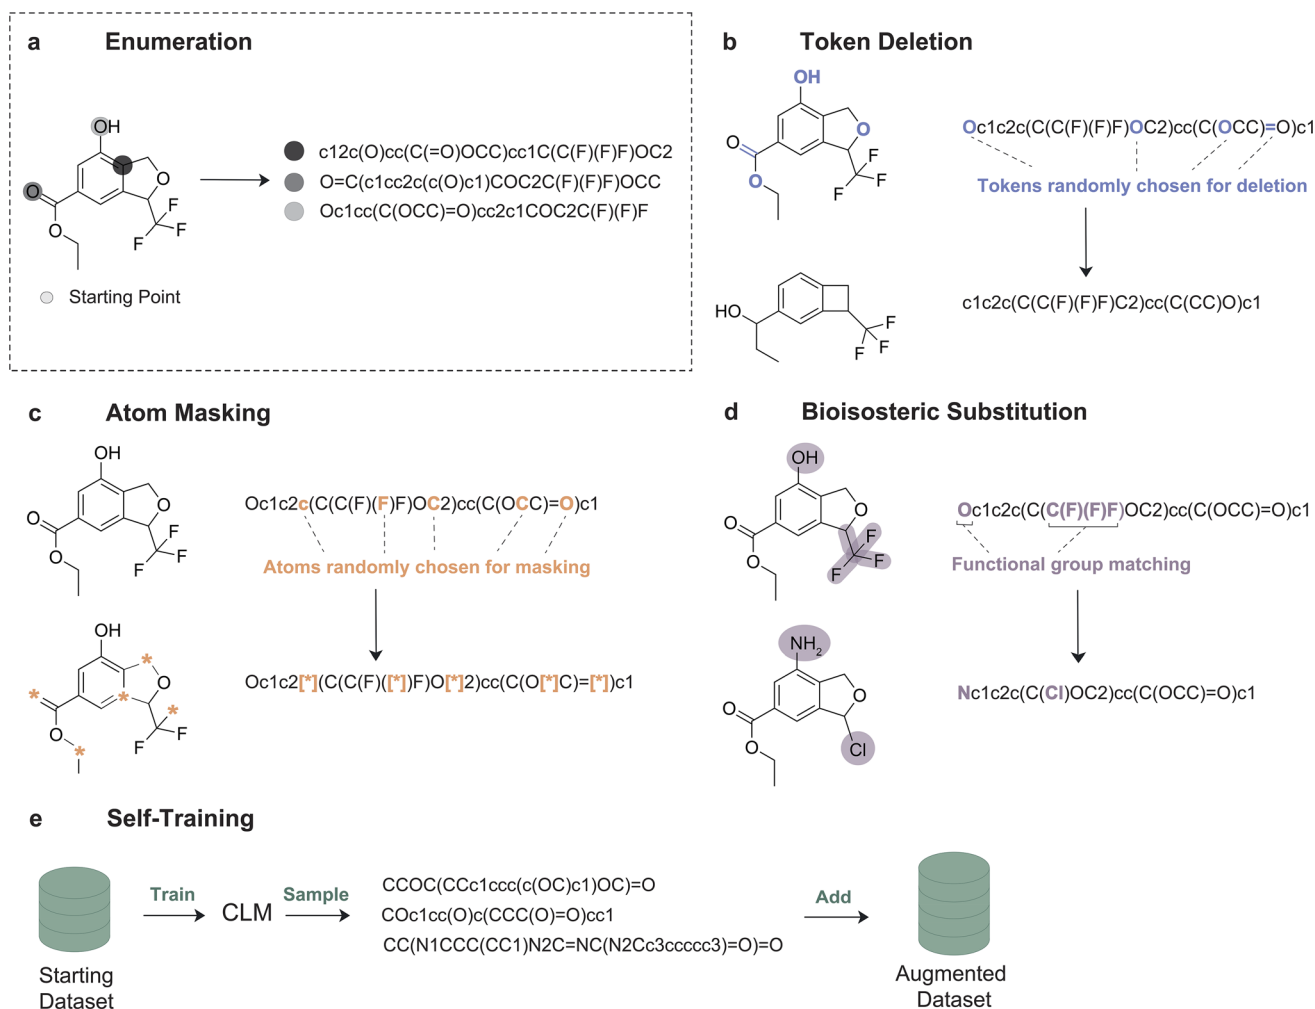 a Enumeration
OH
O
O
O
F
F
F
c12c(O)cc(C(=O)OCC)cc1C(C(F)(F)F)OC2
O=C(c1cc2c(c(O)c1)COC2C(F)(F)F)OCC
Oc1cc(C(OCC)=O)cc2c1COC2C(F)(F)F
Starting Point
b Token Deletion
OH
O
O
O
F
F
F
Oc1c2c(C(C(F)(F)F)OC2)cc(C(OCC)=O)c1
Tokens randomly chosen for deletion
HO
F
F
F
c1c2c(C(C(F)(F)F)C2)cc(C(CC)O)c1
c Atom Masking
OH
O
O
O
F
F
F
Oc1c2c(C(C(F)(F)F)OC2)cc(C(OCC)=O)c1
Atoms randomly chosen for masking
OH
*
O
*
*
*
O
F
F
*
Oc1c2[*](C(C(F)([*])F)O[*]2)cc(C(O[*]C)=[*])c1
d Bioisosteric Substitution
OH
O
O
O
F
F
F
Oc1c2c(C(C(F)(F)F)OC2)cc(C(OCC)=O)c1
Functional group matching
NH2
O
O
O
Cl
Nc1c2c(C(Cl)OC2)cc(C(OCC)=O)c1
e Self-Training
Starting
Dataset
Train
CLM
Sample
CCOC(CCc1ccc(c(OC)c1)OC)=O
COc1cc(O)c(CCC(O)=O)cc1
CC(N1CCC(CC1)N2C=NC(N2Cc3ccccc3)=O)=O
Add
Augmented
Dataset